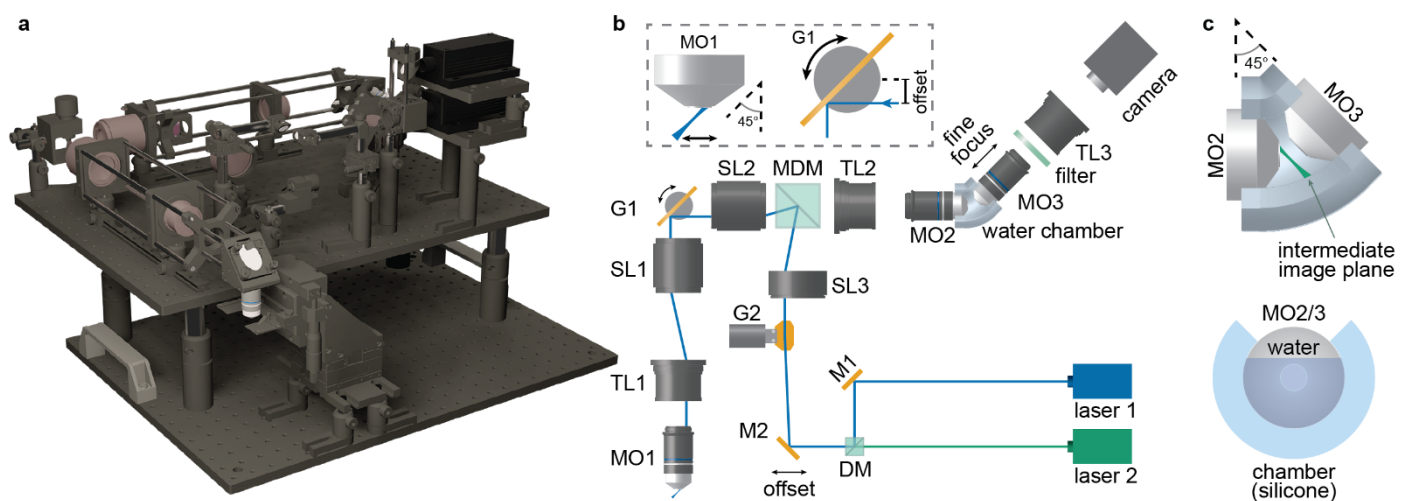 a
b
MO1
45°
G1
offset
SL2
MDM
TL2
G1
SL1
SL3
G2
TL1
MO1
M2
offset
M1
DM
laser 1
laser 2
fine
focus
MO2
MO3
water chamber
filter
TL3
camera
c
45°
MO2
MO3
intermediate
image plane
MO2/3
water
chamber
(silicone)